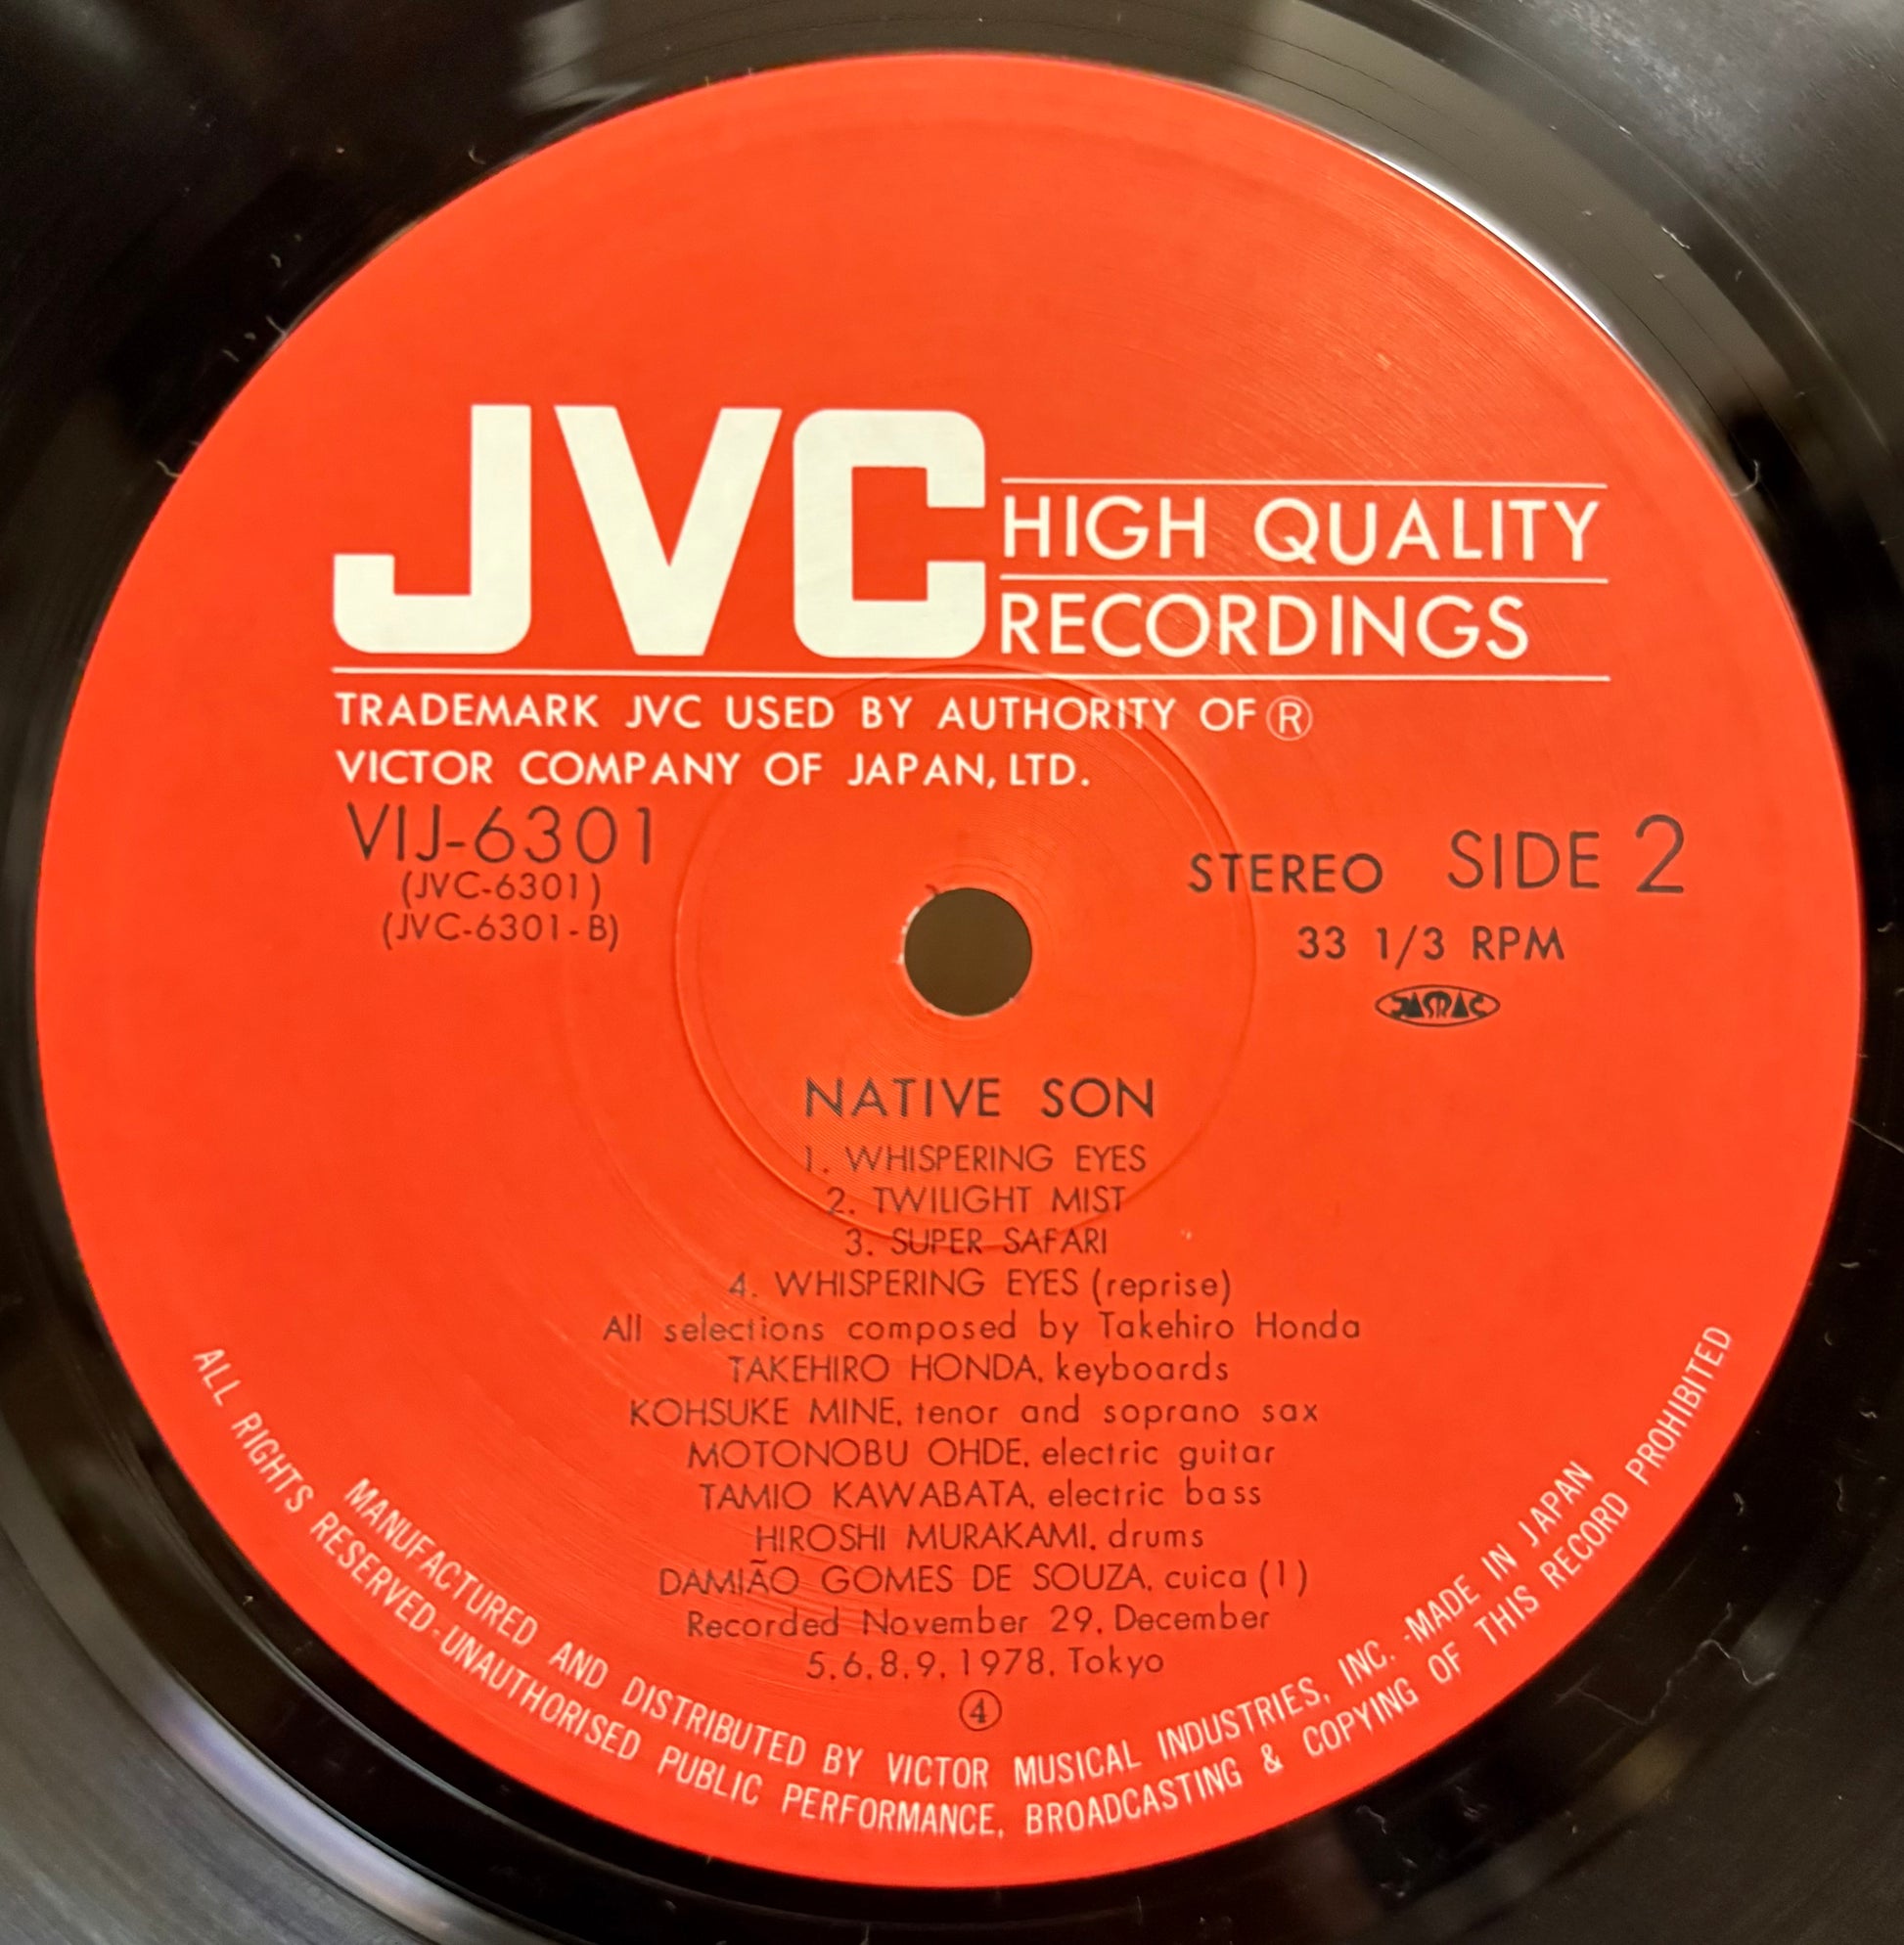 JVC HIGH QUALITY
RECORDINGS
TRADEMARK JVC USED BY AUTHORITY OF ®
VICTOR COMPANY OF JAPAN, LTD.
VIJ-6301
(JVC-6301)
(JVC-6301-B)
STEREO SIDE 2
33 1/3 RPM
JASRAC
NATIVE SON
1. WHISPERING EYES
2. TWILIGHT MIST
3. SUPER SAFARI
4. WHISPERING EYES (reprise)
All selections composed by Takehiro Honda
TAKEHIRO HONDA, keyboards
KOHSUKE MINE, tenor and soprano sax
MOTONOBU OHDE, electric guitar
TAMIO KAWABATA, electric bass
HIROSHI MURAKAMI, drums
DAMIÃO GOMES DE SOUZA, cuica (1)
Recorded November 29, December
5,6,8,9, 1978, Tokyo
④
MANUFACTURED AND DISTRIBUTED BY VICTOR MUSICAL INDUSTRIES, INC. ·MADE IN JAPAN
ALL RIGHTS RESERVED·UNAUTHORISED PUBLIC PERFORMANCE, BROADCASTING & COPYING OF THIS RECORD PROHIBITED